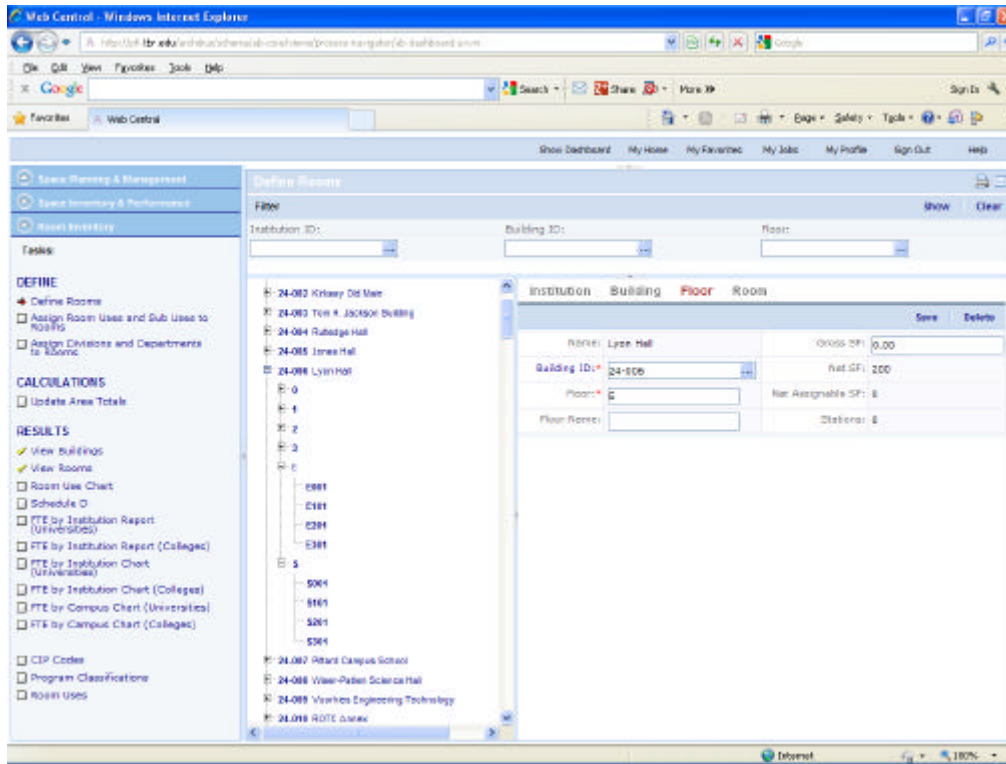 Web Central - Windows Internet Explorer
Google
File Edit View Favorites Tools Help
x Google Search Share More >> Sign In
Favorites Web Central Page Safety Tools
Show Dashboard My Home My Favorites My Jobs My Profile Sign Out Help
Space Planning & Management
Space Inventory & Performance
Room Inventory
Tasks:
DEFINE
Define Rooms
Assign Room Uses and Sub Uses to Rooms
Assign Divisions and Departments to Rooms
CALCULATIONS
Update Area Totals
RESULTS
View Buildings
View Rooms
Room Use Chart
Schedule D
FTE by Institution Report (Universities)
FTE by Institution Report (Colleges)
FTE by Institution Chart (Universities)
FTE by Institution Chart (Colleges)
FTE by Campus Chart (Universities)
FTE by Campus Chart (Colleges)
CIP Codes
Program Classifications
Room Uses
Define Rooms
Filter Show Clear
Institution ID: Building ID: Floor:
24-002 Kirksey Old Main
24-003 Tom H. Jackson Building
24-004 Rutledge Hall
24-005 Jones Hall
24-006 Lyon Hall
0
1
2
3
E
E001
E101
E201
E301
S
S001
S101
S201
S301
24-007 Pittard Campus School
24-008 Wiser-Patten Science Hall
24-009 Voorhies Engineering Technology
24-010 ROTC Annex
Institution Building Floor Room
Save Delete
Name: Lyon Hall Gross SF: 0.00
Building ID:* 24-006 Net SF: 200
Floor:* E Net Assignable SF: 0
Floor Name: Stations: 0
Internet 100%